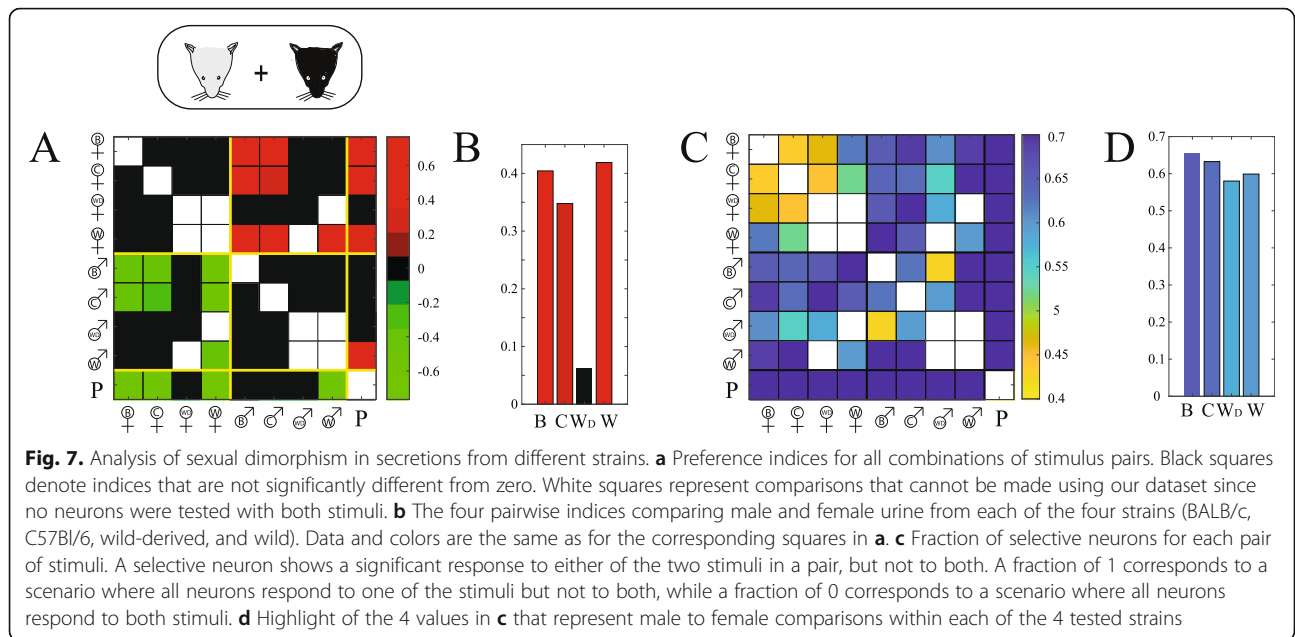 +
A
B
C
D
B♀
C♀
WD♀
W♀
B♂
C♂
WD♂
W♂
P
B♀ C♀ WD♀ W♀ B♂ C♂ WD♂ W♂ P
0.6
0.4
0.2
0
-0.2
-0.4
-0.6
0.4
0.3
0.2
0.1
0
B C WD W
B♀
C♀
WD♀
W♀
B♂
C♂
WD♂
W♂
P
B♀ C♀ WD♀ W♀ B♂ C♂ WD♂ W♂ P
0.7
0.65
0.6
0.55
5
0.45
0.4
0.7
0.6
0.5
0.4
0.3
0.2
0.1
0
B C WD W
Fig. 7. Analysis of sexual dimorphism in secretions from different strains. a Preference indices for all combinations of stimulus pairs. Black squares
denote indices that are not significantly different from zero. White squares represent comparisons that cannot be made using our dataset since
no neurons were tested with both stimuli. b The four pairwise indices comparing male and female urine from each of the four strains (BALB/c,
C57Bl/6, wild-derived, and wild). Data and colors are the same as for the corresponding squares in a. c Fraction of selective neurons for each pair
of stimuli. A selective neuron shows a significant response to either of the two stimuli in a pair, but not to both. A fraction of 1 corresponds to a
scenario where all neurons respond to one of the stimuli but not to both, while a fraction of 0 corresponds to a scenario where all neurons
respond to both stimuli. d Highlight of the 4 values in c that represent male to female comparisons within each of the 4 tested strains